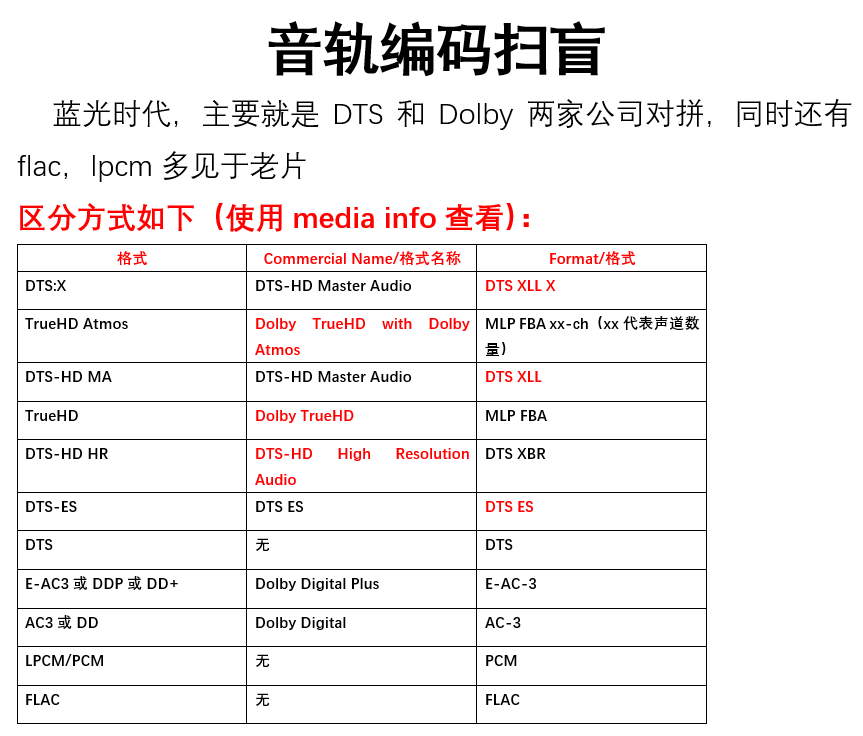 音轨编码扫盲
蓝光时代，主要就是 DTS 和 Dolby 两家公司对拼，同时还有
flac，lpcm 多见于老片
区分方式如下（使用 media info 查看）：
格式 Commercial Name/格式名称 Format/格式
DTS:X DTS-HD Master Audio DTS XLL X
TrueHD Atmos Dolby TrueHD with Dolby MLP FBA xx-ch（xx 代表声道数
Atmos 量）
DTS-HD MA DTS-HD Master Audio DTS XLL
TrueHD Dolby TrueHD MLP FBA
DTS-HD HR DTS-HD High Resolution DTS XBR
Audio
DTS-ES DTS ES DTS ES
DTS 无 DTS
E-AC3 或 DDP 或 DD+ Dolby Digital Plus E-AC-3
AC3 或 DD Dolby Digital AC-3
LPCM/PCM 无 PCM
FLAC 无 FLAC